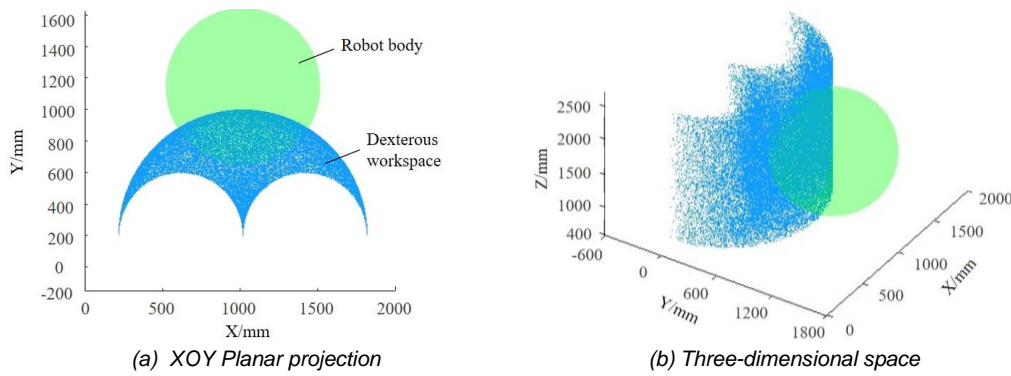 1600
1400
1200
1000
800
600
400
200
0
-200
Y/mm
Robot body
Dexterous
workspace
0 500 1000 1500 2000
X/mm
(a) XOY Planar projection
2500
2000
1500
1000
400
Z/mm
-600
0
600
1200
1800
Y/mm
0
500
1000
1500
2000
X/mm
(b) Three-dimensional space